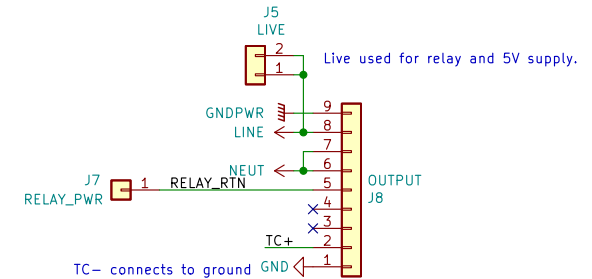 J5
LIVE
2
1
Live used for relay and 5V supply.
9
GNDPWR
8
LINE
7
6
NEUT
J7
1
RELAY_RTN
5
OUTPUT
RELAY_PWR
J8
4
3
TC+
2
TC- connects to ground
GND
1